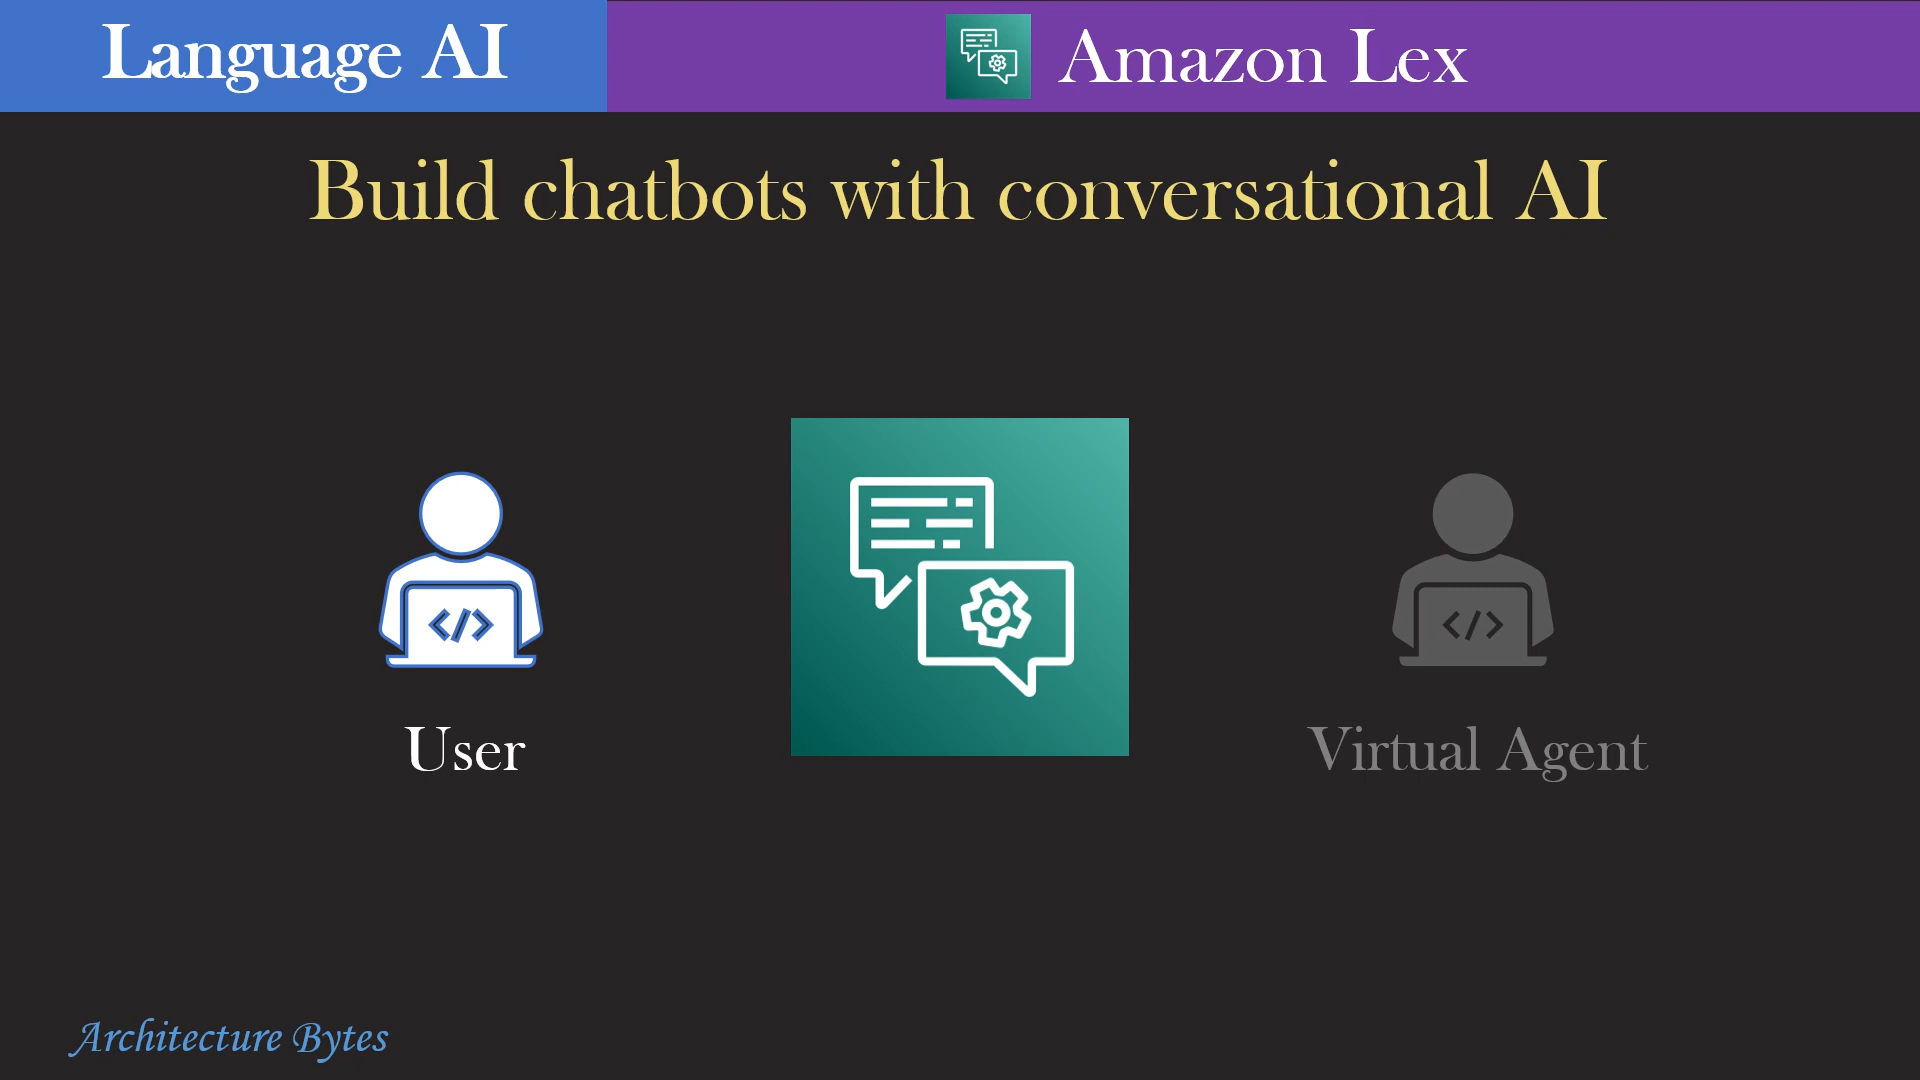 Language AI
Amazon Lex
Build chatbots with conversational AI
</>
</>
User
Virtual Agent
Architecture Bytes